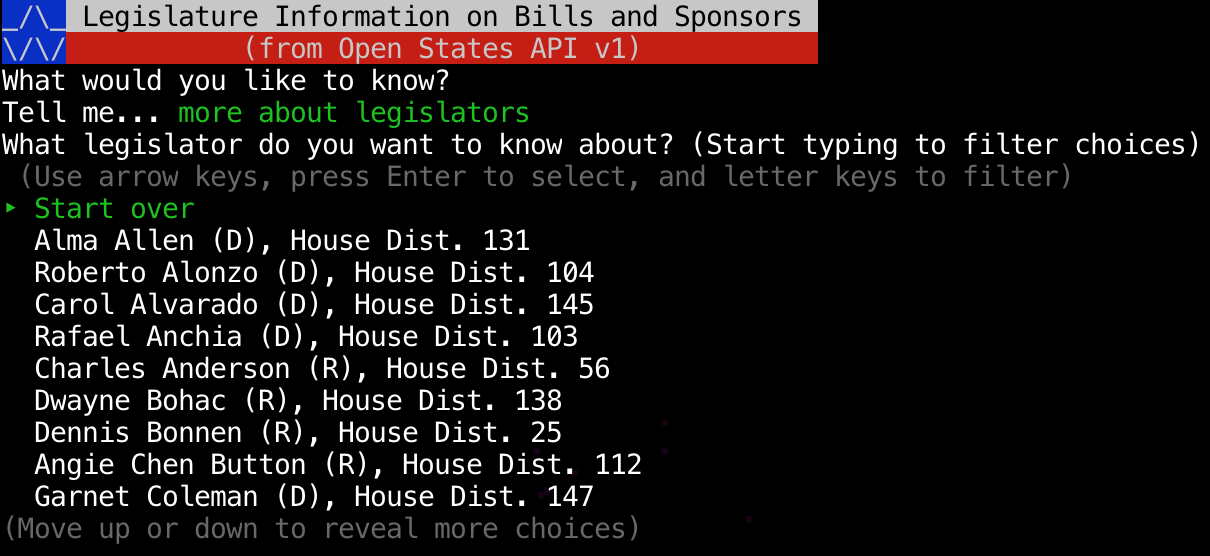 _/\_ Legislature Information on Bills and Sponsors
\/\/ (from Open States API v1)
What would you like to know?
Tell me... more about legislators
What legislator do you want to know about? (Start typing to filter choices)
(Use arrow keys, press Enter to select, and letter keys to filter)
‣ Start over
Alma Allen (D), House Dist. 131
Roberto Alonzo (D), House Dist. 104
Carol Alvarado (D), House Dist. 145
Rafael Anchia (D), House Dist. 103
Charles Anderson (R), House Dist. 56
Dwayne Bohac (R), House Dist. 138
Dennis Bonnen (R), House Dist. 25
Angie Chen Button (R), House Dist. 112
Garnet Coleman (D), House Dist. 147
(Move up or down to reveal more choices)